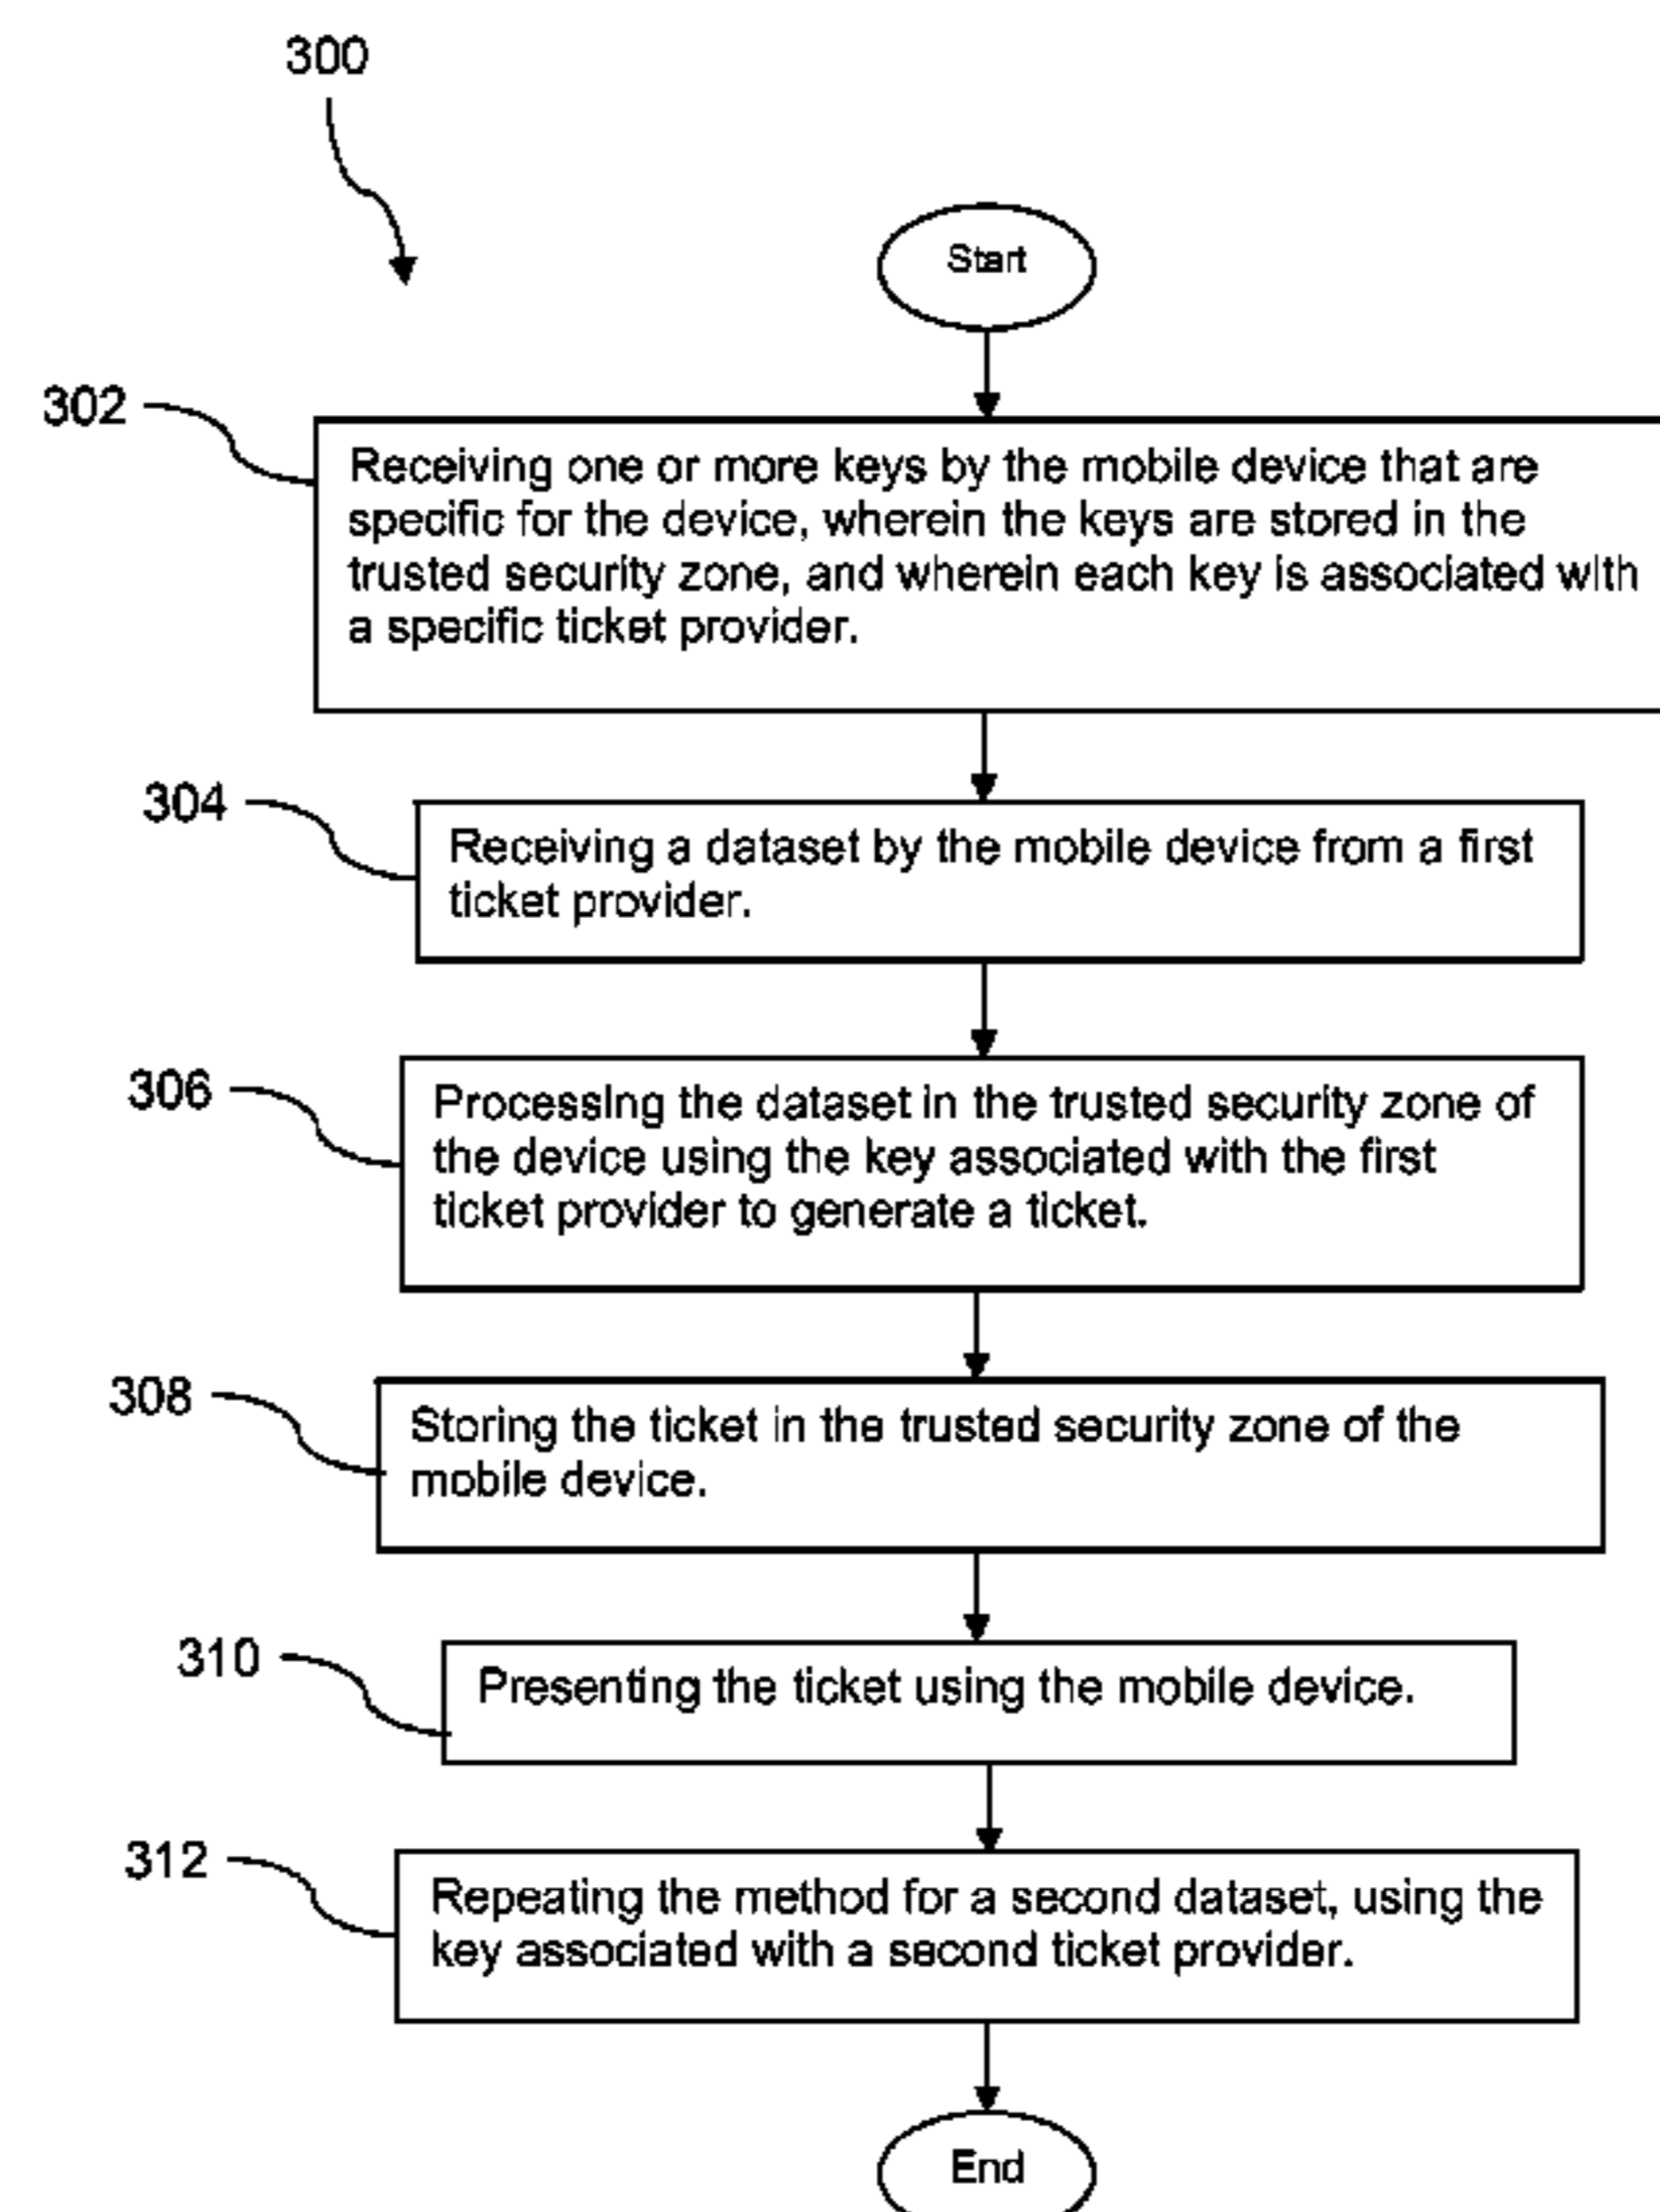 300
Start
302
Receiving one or more keys by the mobile device that are
specific for the device, wherein the keys are stored in the
trusted security zone, and wherein each key is associated with
a specific ticket provider.
304
Receiving a dataset by the mobile device from a first
ticket provider.
306
Processing the dataset in the trusted security zone of
the device using the key associated with the first
ticket provider to generate a ticket.
308
Storing the ticket in the trusted security zone of the
mobile device.
310
Presenting the ticket using the mobile device.
312
Repeating the method for a second dataset, using the
key associated with a second ticket provider.
End